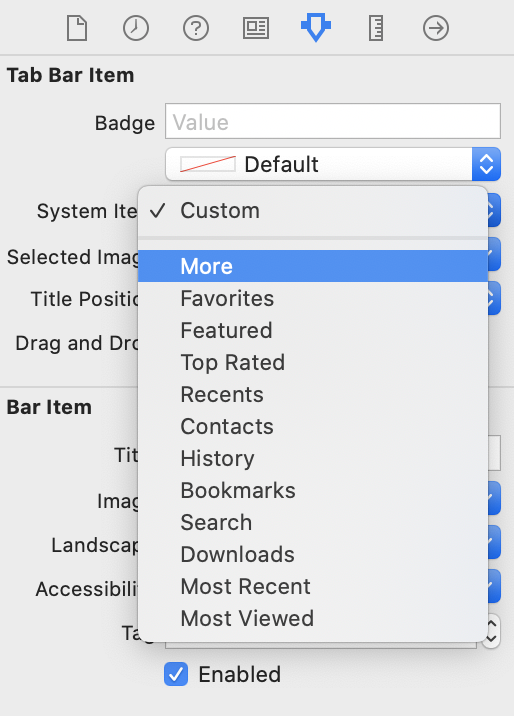 Tab Bar Item
Badge Value
Default
System Ite
✓ Custom
Selected Imag
More
Title Positio
Favorites
Featured
Drag and Dro
Top Rated
Recents
Bar Item
Contacts
Tit
History
Imag
Bookmarks
Search
Landscap
Downloads
Accessibili
Most Recent
Most Viewed
Tag
Enabled